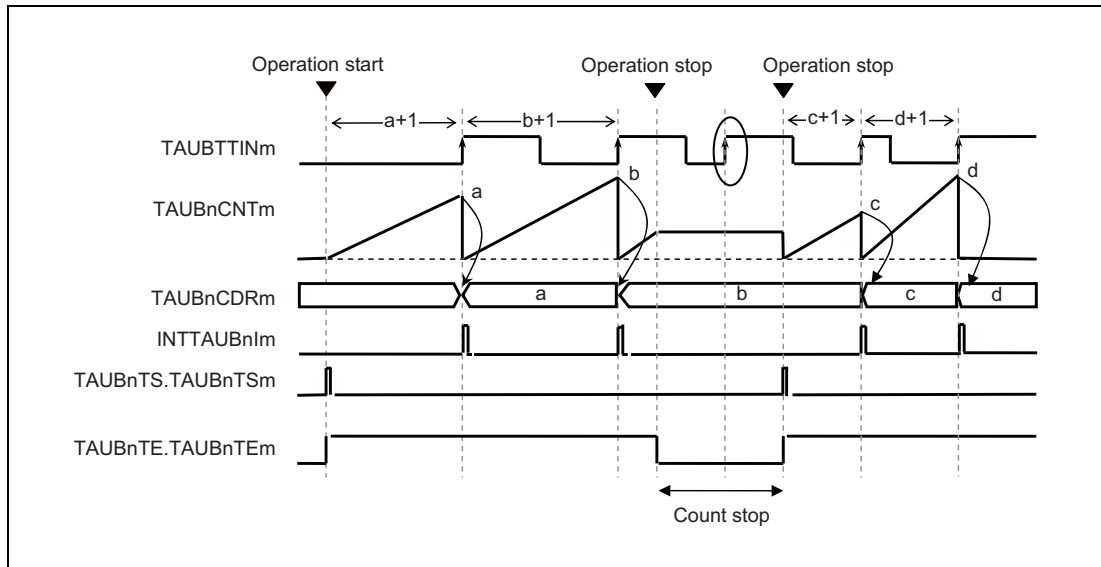 Operation start
Operation stop
Operation stop
a+1
b+1
c+1
d+1
TAUBTTINm
TAUBnCNTm
a
b
c
d
TAUBnCDRm
a
b
c
d
INTTAUBnIm
TAUBnTS.TAUBnTSm
TAUBnTE.TAUBnTEm
Count stop